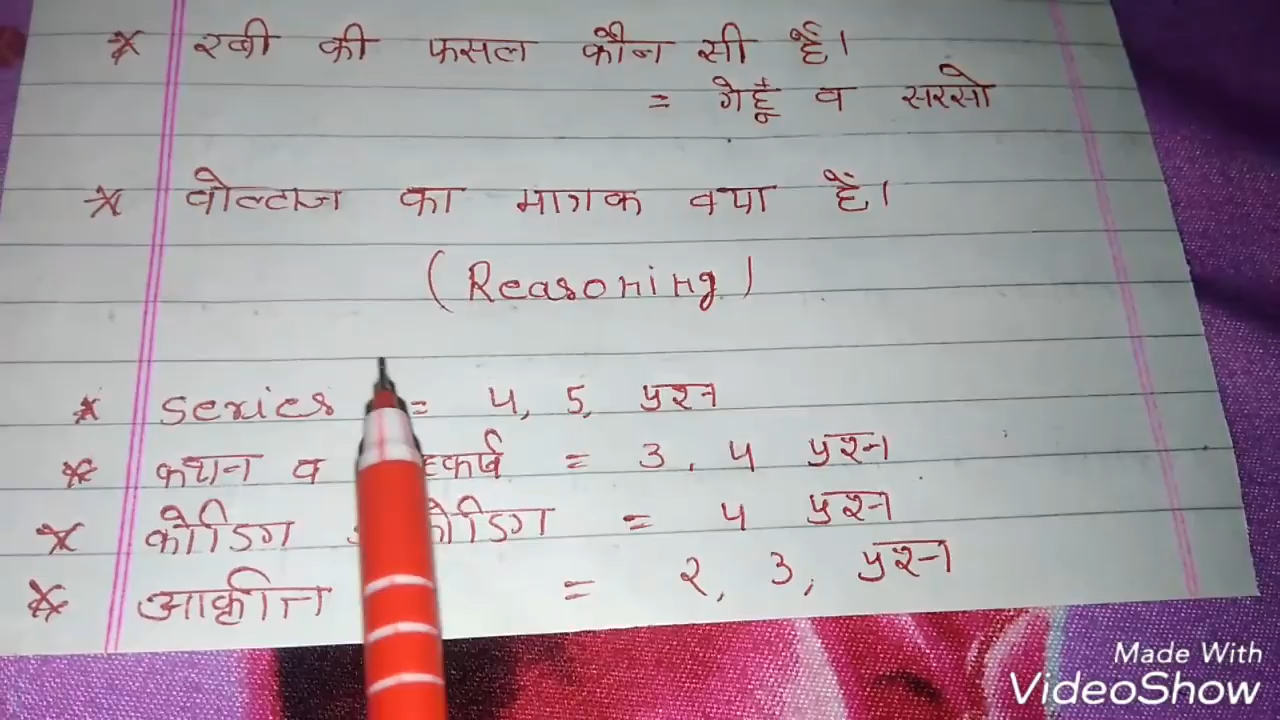 * रबी की फसल कौन सी है।
= गेहूँ व सरसो
* वोल्टाज का मात्रक क्या है।
(Reasoning)
* Series = 4, 5, प्रश्न
* कथन व = 3, 4 प्रश्न
* कोडिंग = 4 प्रश्न
* आक्रति = 2, 3, प्रश्न
Made With
VideoShow